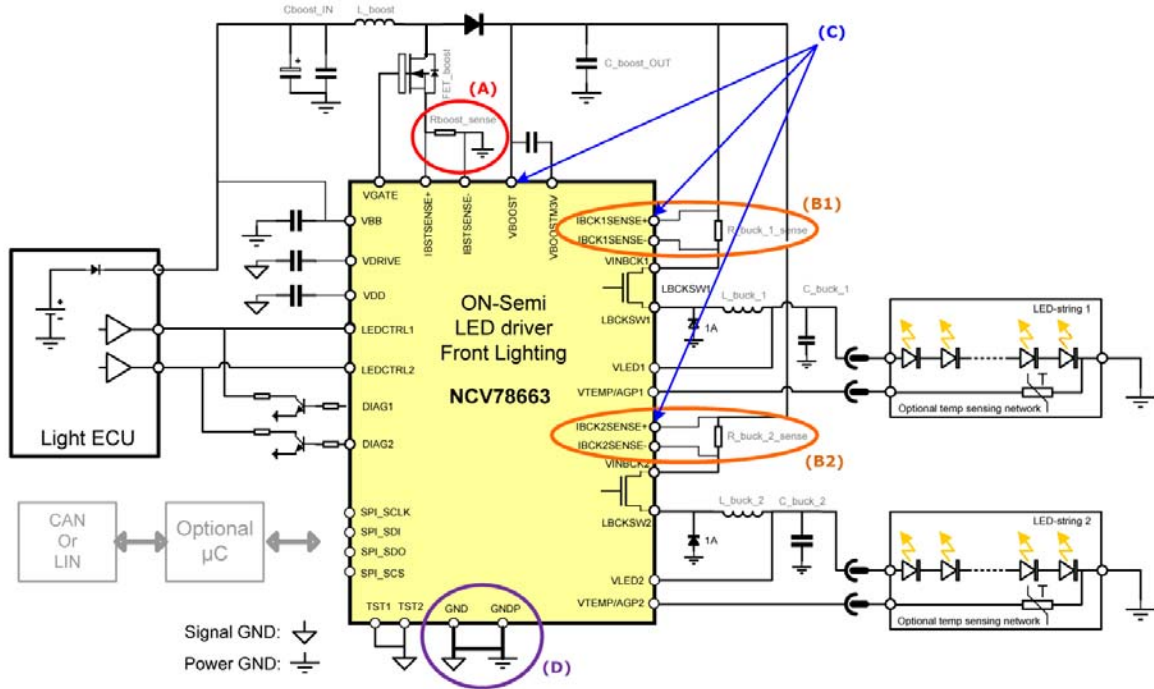 Cboost_IN
L_boost
FET_boost
C_boost_OUT
(C)
(A)
Rboost_sense
VGATE
IBSTSENSE+
IBSTSENSE-
VBOOST
VBOOSTM3V
VBB
VDRIVE
VDD
LEDCTRL1
LEDCTRL2
DIAG1
DIAG2
SPI_SCLK
SPI_SDI
SPI_SDO
SPI_SCS
TST1
TST2
GND
GNDP
ON-Semi
LED driver
Front Lighting
NCV78663
IBCK1SENSE+
IBCK1SENSE-
VINBCK1
LBCKSW1
LBCKSW1
VLED1
VTEMP/AGP1
IBCK2SENSE+
IBCK2SENSE-
VINBCK2
LBCKSW2
VLED2
VTEMP/AGP2
(B1)
R_buck_1_sense
L_buck_1
C_buck_1
1A
LED-string 1
T
Optional temp sensing network
R_buck_2_sense
(B2)
L_buck_2
C_buck_2
1A
LED-string 2
T
Optional temp sensing network
+
+
-
Light ECU
CAN
Or
LIN
Optional
µC
Signal GND:
Power GND:
(D)